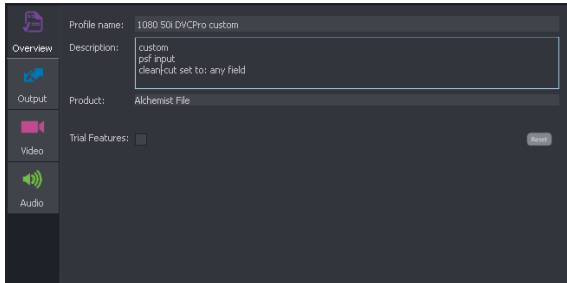 Overview
Output
Video
Audio
Profile name: 1080 50i DVCPro custom
Description: custom
psf input
clean-cut set to: any field
Product: Alchemist File
Trial Features:
Reset